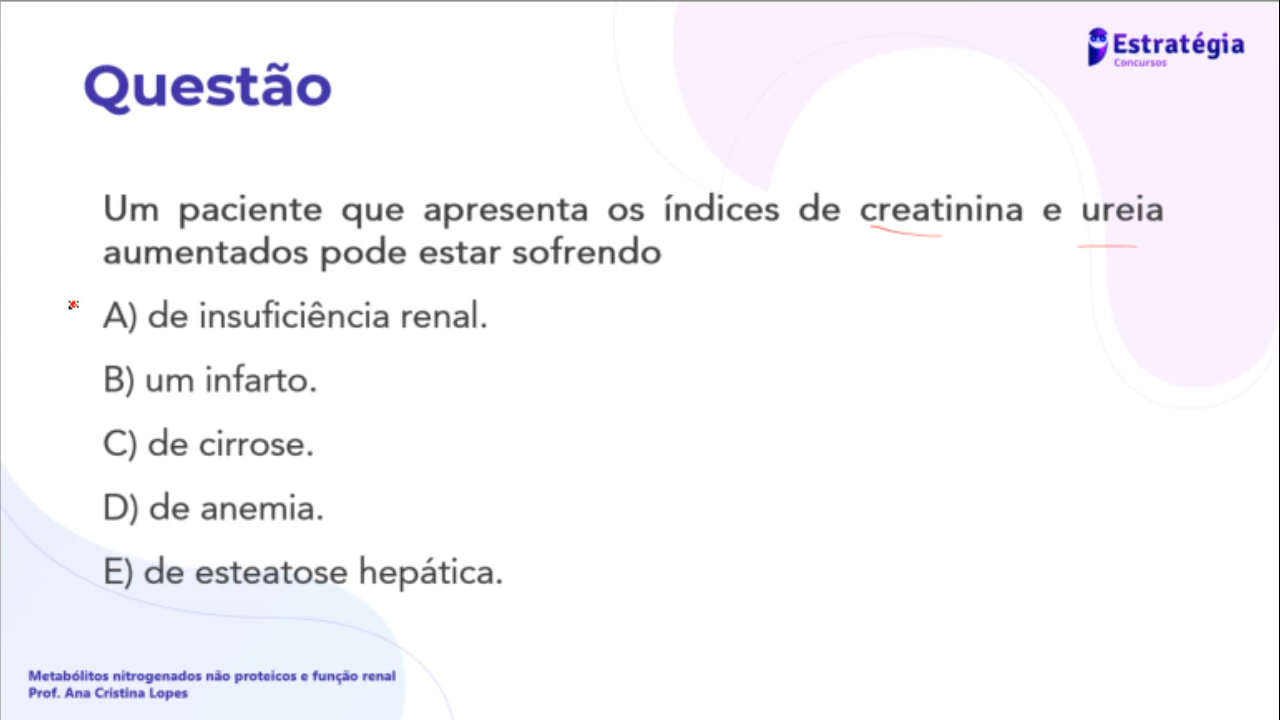 Estratégia
Concursos
Questão
Um paciente que apresenta os índices de creatinina e ureia
aumentados pode estar sofrendo
A) de insuficiência renal.
B) um infarto.
C) de cirrose.
D) de anemia.
E) de esteatose hepática.
Metabólitos nitrogenados não proteicos e função renal
Prof. Ana Cristina Lopes